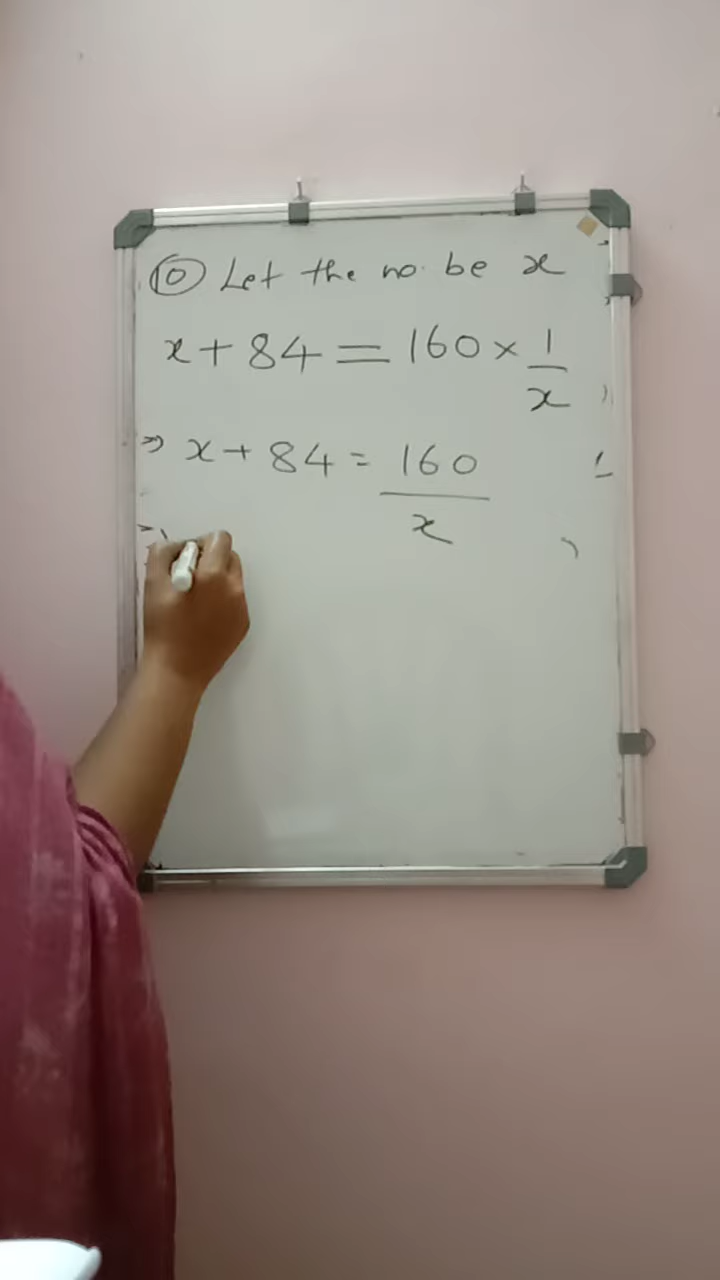 ⑩ Let the no. be x
x + 84 = 160 × 1/x
⇒ x + 84 = 160/x